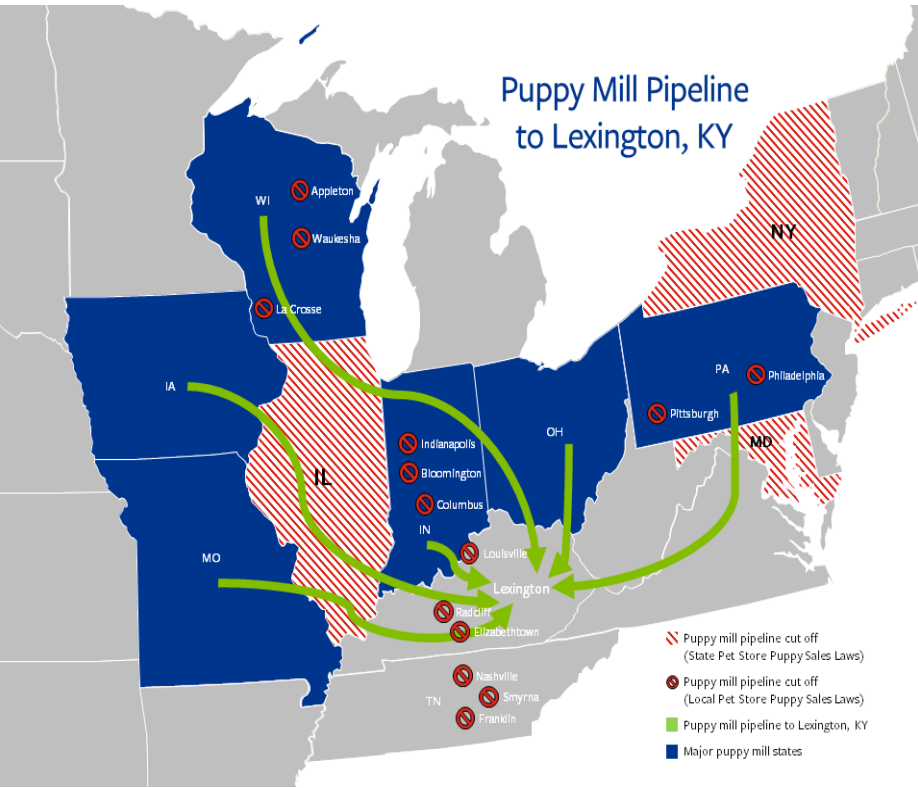 Puppy Mill Pipeline
to Lexington, KY
NY
Appleton
WI
Waukesha
La Crosse
PA
Philadelphia
IA
Pittsburgh
OH
MD
Indianapolis
Bloomington
IL
Columbus
IN
MO
Louisville
Lexington
Radcliff
Elizabethtown
Nashville
TN
Smyrna
Franklin
Puppy mill pipeline cut off
(State Pet Store Puppy Sales Laws)
Puppy mill pipeline cut off
(Local Pet Store Puppy Sales Laws)
Puppy mill pipeline to Lexington, KY
Major puppy mill states